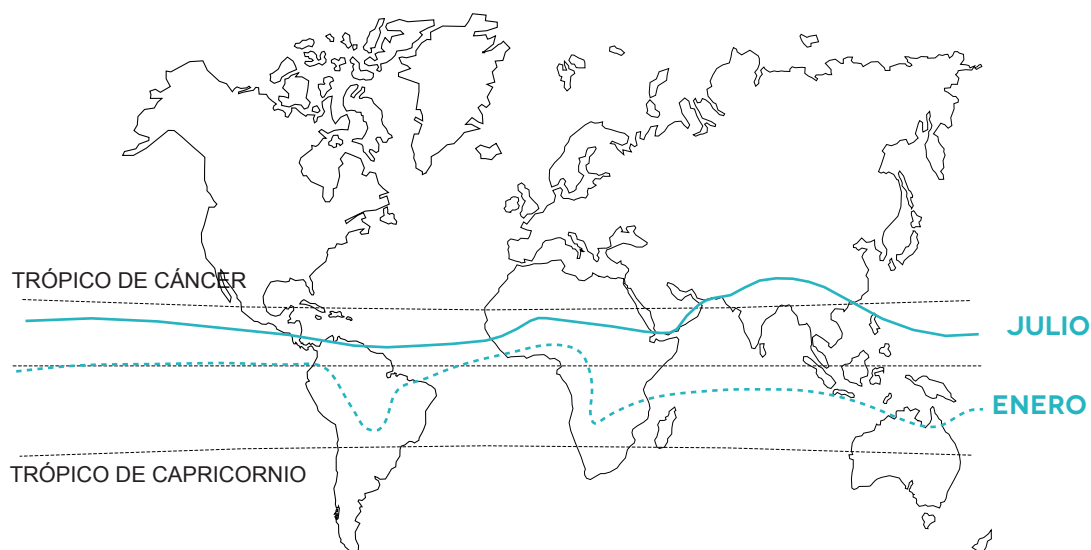 TRÓPICO DE CÁNCER
JULIO
ENERO
TRÓPICO DE CAPRICORNIO